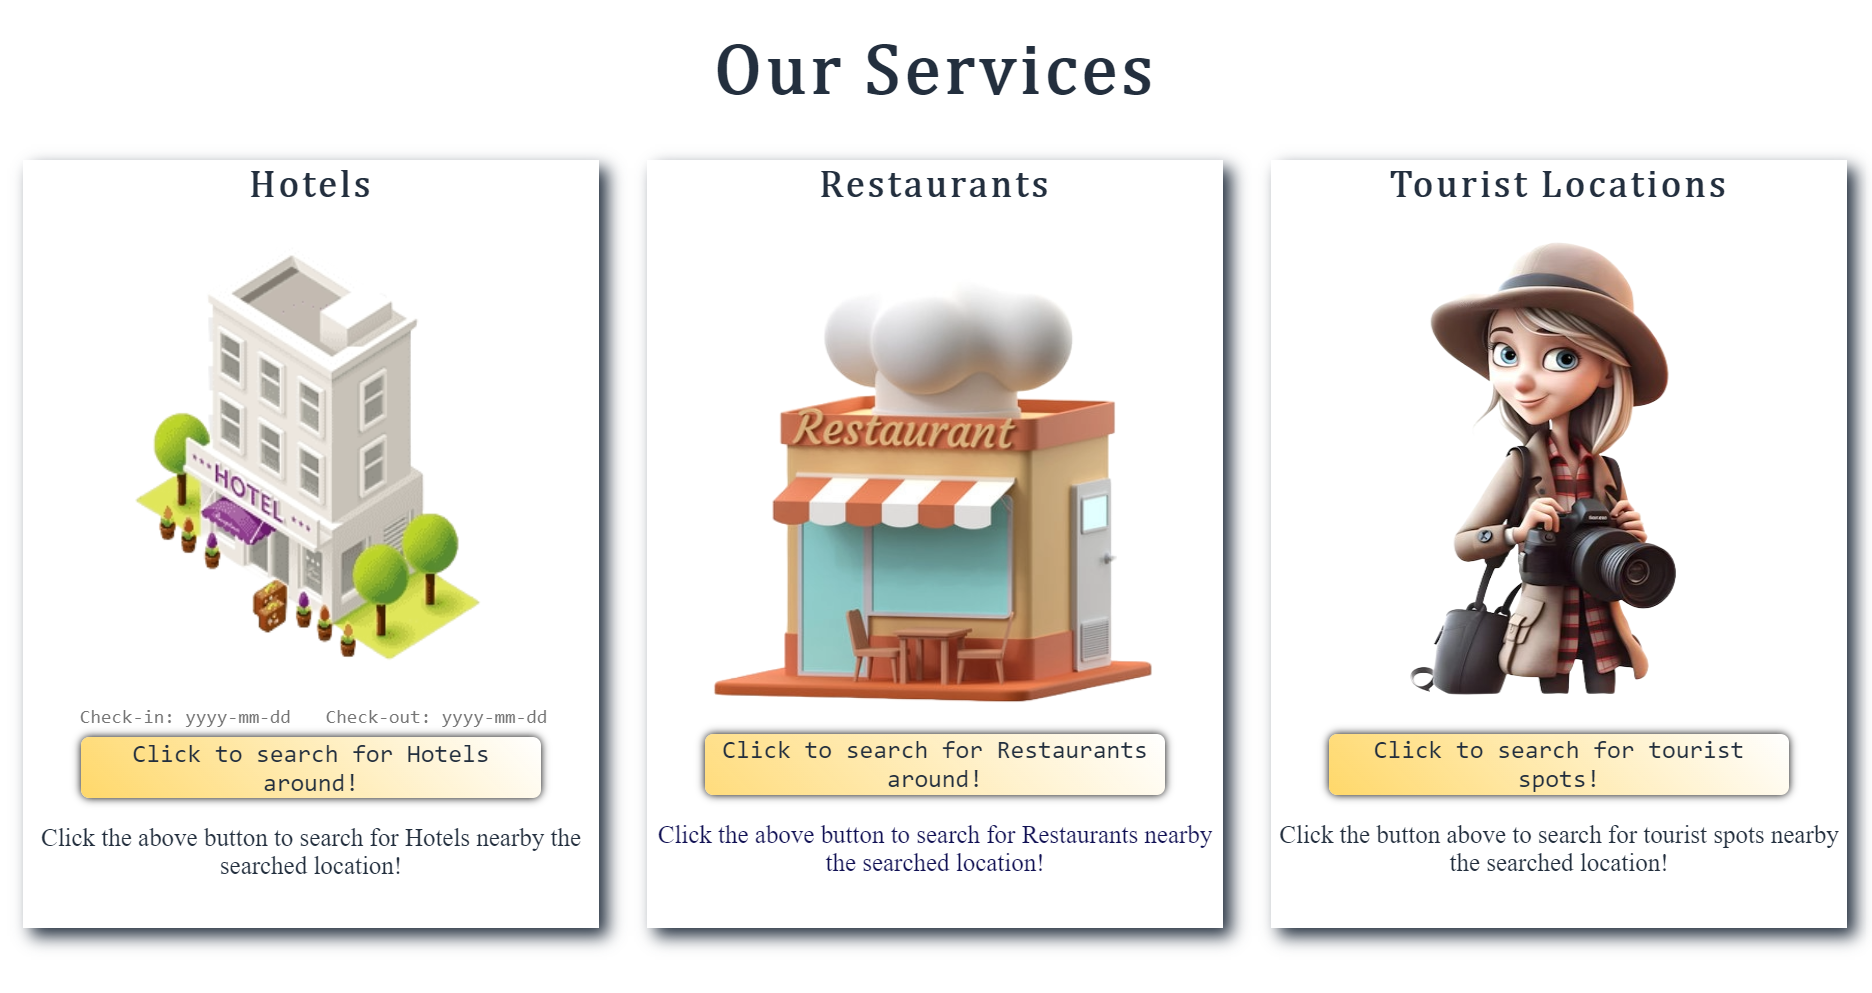 Our Services
Hotels
HOTEL
Check-in: yyyy-mm-dd Check-out: yyyy-mm-dd
Click to search for Hotels
around!
Click the above button to search for Hotels nearby the
searched location!
Restaurants
Restaurant
Click to search for Restaurants
around!
Click the above button to search for Restaurants nearby
the searched location!
Tourist Locations
Click to search for tourist
spots!
Click the button above to search for tourist spots nearby
the searched location!